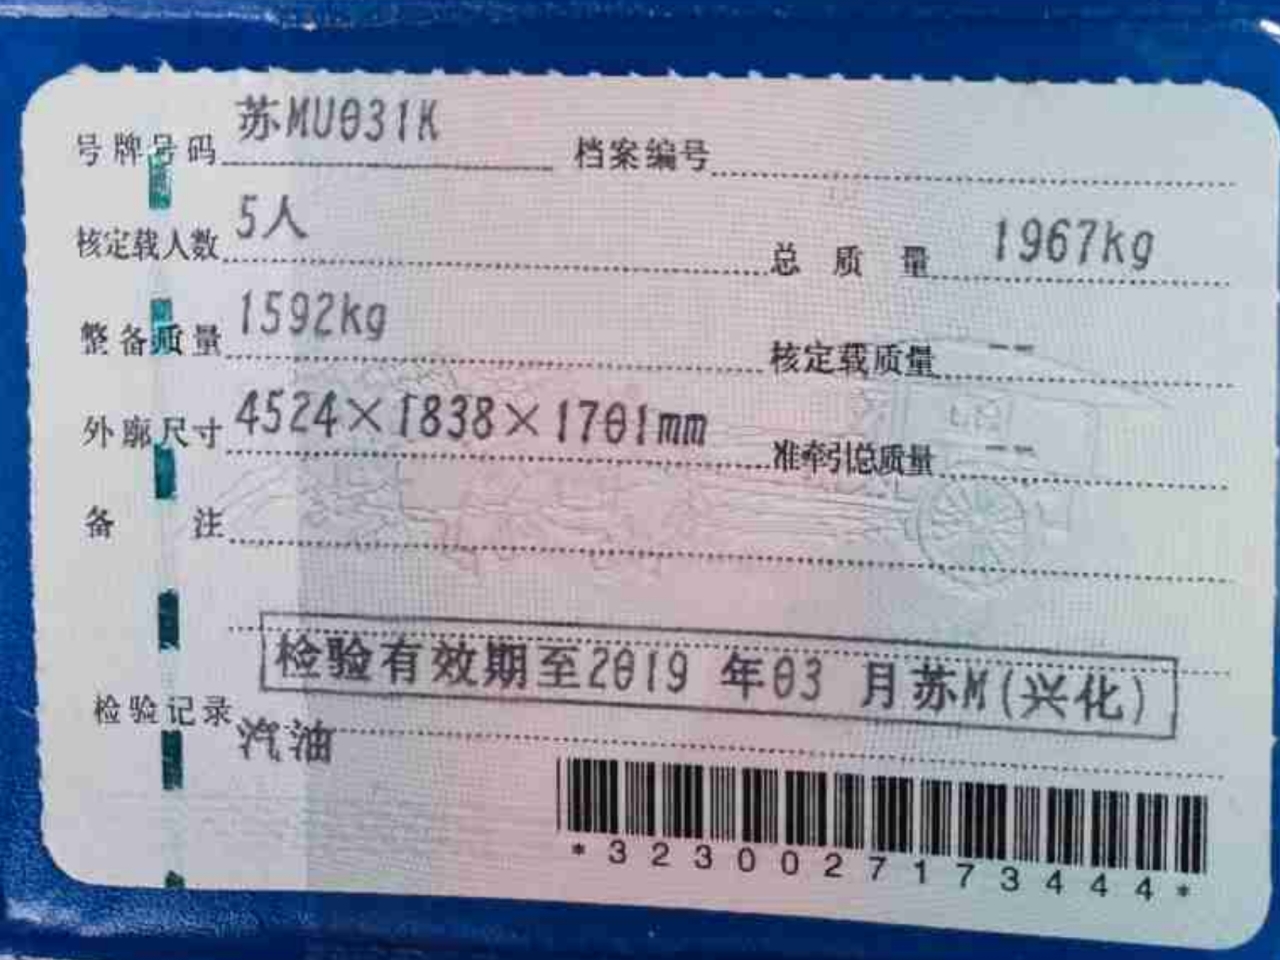 号牌号码 苏MU031K 档案编号
核定载人数 5人 总质量 1967kg
整备质量 1592kg 核定载质量 --
外廓尺寸 4524×1838×1701mm 准牵引总质量 --
备注
检验有效期至2019年03月苏M(兴化)
检验记录
汽油
*3230027173444*